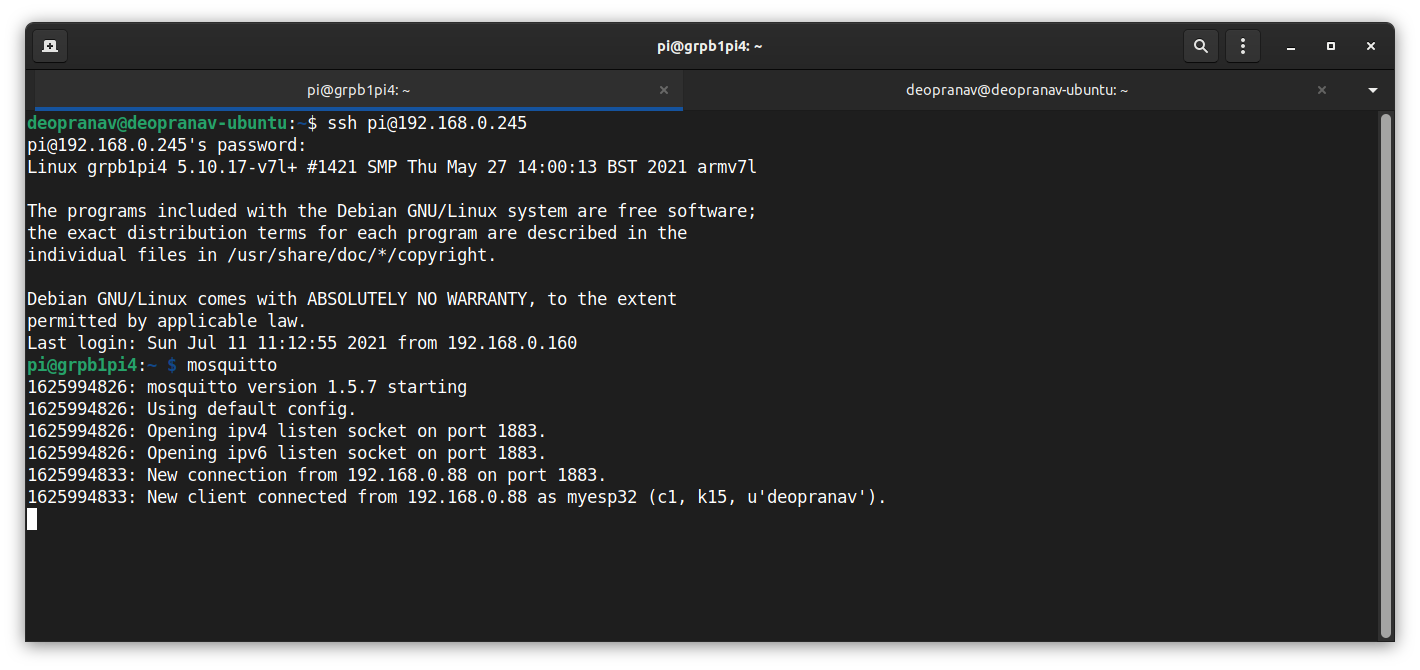 pi@grpb1pi4: ~
pi@grpb1pi4: ~
deopranav@deopranav-ubuntu: ~
deopranav@deopranav-ubuntu:~$ ssh pi@192.168.0.245
pi@192.168.0.245's password:
Linux grpb1pi4 5.10.17-v7l+ #1421 SMP Thu May 27 14:00:13 BST 2021 armv7l
The programs included with the Debian GNU/Linux system are free software;
the exact distribution terms for each program are described in the
individual files in /usr/share/doc/*/copyright.
Debian GNU/Linux comes with ABSOLUTELY NO WARRANTY, to the extent
permitted by applicable law.
Last login: Sun Jul 11 11:12:55 2021 from 192.168.0.160
pi@grpb1pi4:~ $ mosquitto
1625994826: mosquitto version 1.5.7 starting
1625994826: Using default config.
1625994826: Opening ipv4 listen socket on port 1883.
1625994826: Opening ipv6 listen socket on port 1883.
1625994833: New connection from 192.168.0.88 on port 1883.
1625994833: New client connected from 192.168.0.88 as myesp32 (c1, k15, u'deopranav').